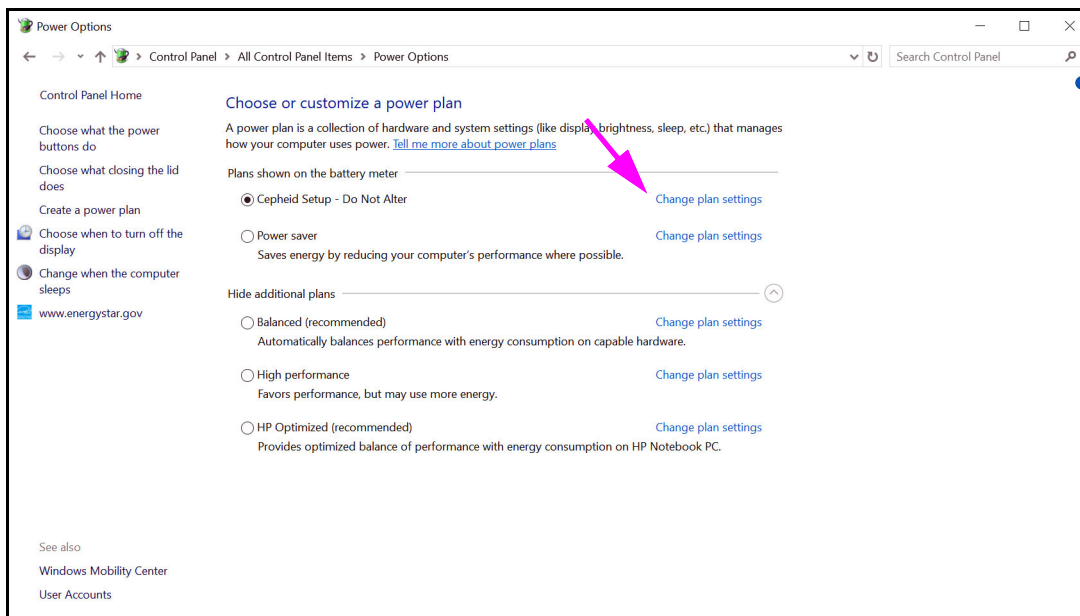 Power Options
Control Panel > All Control Panel Items > Power Options
Search Control Panel
Control Panel Home
Choose what the power
buttons do
Choose what closing the lid
does
Create a power plan
Choose when to turn off the
display
Change when the computer
sleeps
www.energystar.gov
Choose or customize a power plan
A power plan is a collection of hardware and system settings (like display brightness, sleep, etc.) that manages
how your computer uses power. Tell me more about power plans
Plans shown on the battery meter
Cepheid Setup - Do Not Alter Change plan settings
Power saver Change plan settings
Saves energy by reducing your computer's performance where possible.
Hide additional plans
Balanced (recommended) Change plan settings
Automatically balances performance with energy consumption on capable hardware.
High performance Change plan settings
Favors performance, but may use more energy.
HP Optimized (recommended) Change plan settings
Provides optimized balance of performance with energy consumption on HP Notebook PC.
See also
Windows Mobility Center
User Accounts